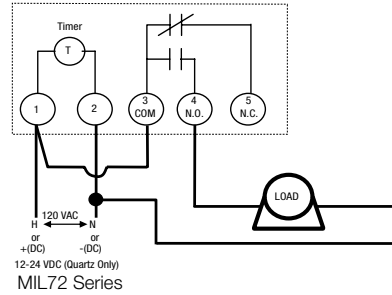 Timer
T
1
2
3
COM
4
N.O.
5
N.C.
LOAD
120 VAC
H
N
or
or
+(DC)
-(DC)
12-24 VDC (Quartz Only)
MIL72 Series